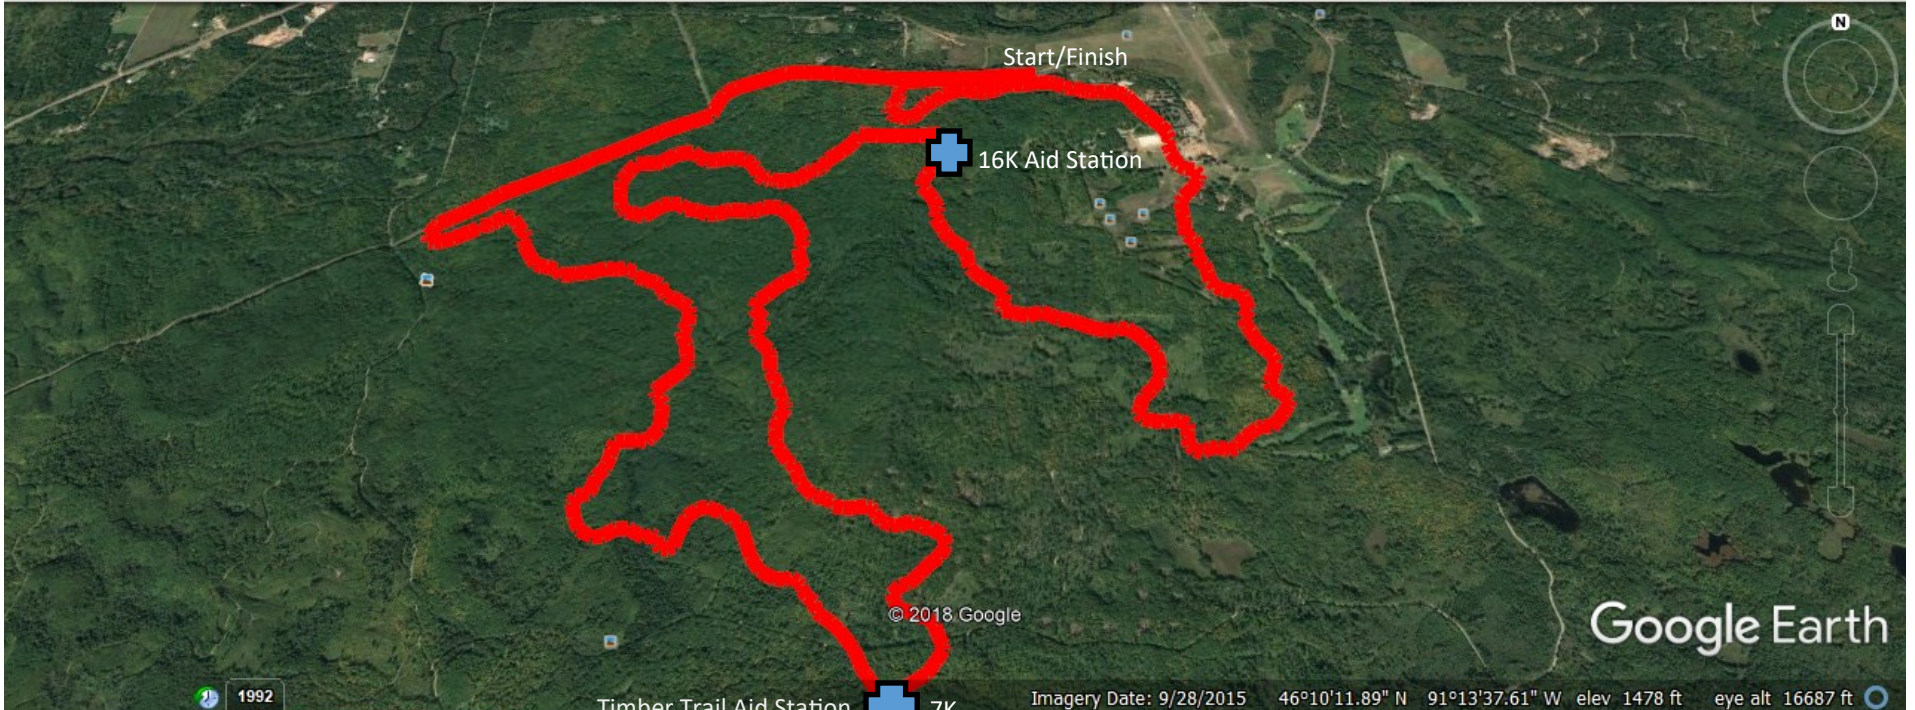 N
Start/Finish
16K Aid Station
© 2018 Google
Google Earth
1992
Timber Trail Aid Station
7K
Imagery Date: 9/28/2015 46°10'11.89" N 91°13'37.61" W elev 1478 ft eye alt 16687 ft